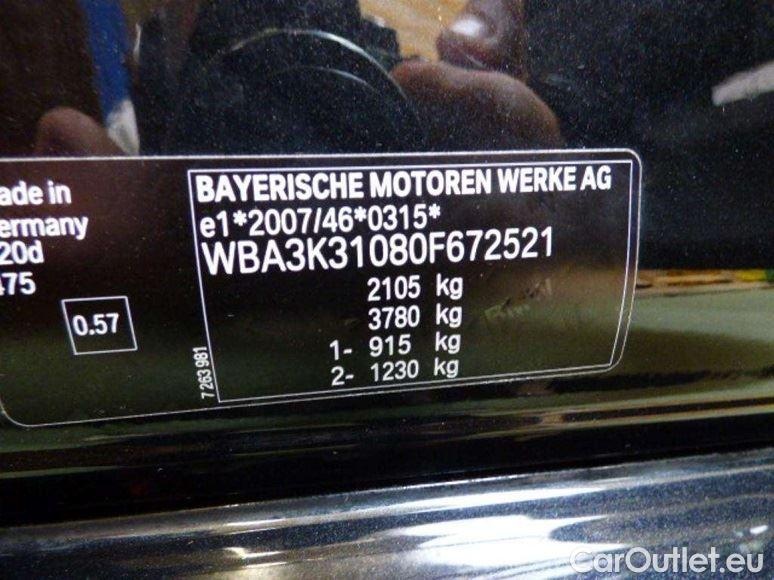 ade in
ermany
20d
475
0.57
7 263 981
BAYERISCHE MOTOREN WERKE AG
e1*2007/46*0315*
WBA3K31080F672521
2105 kg
3780 kg
1- 915 kg
2- 1230 kg
CarOutlet.eu